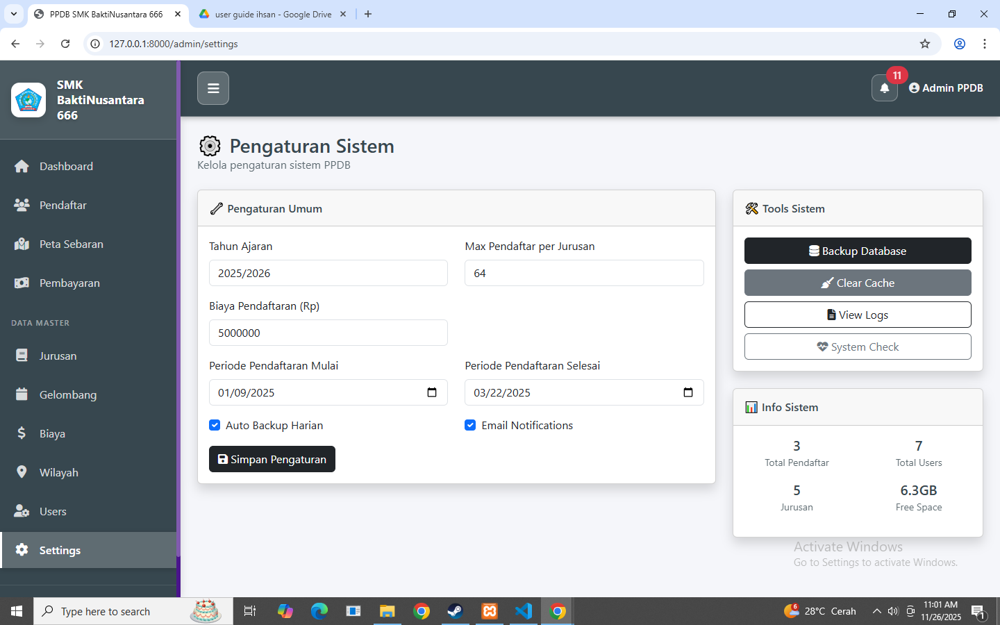 PPDB SMK BaktiNusantara 666
user guide ihsan - Google Drive
127.0.0.1:8000/admin/settings
SMK
BaktiNusantara
666
11
Admin PPDB
Dashboard
Pendaftar
Peta Sebaran
Pembayaran
DATA MASTER
Jurusan
Gelombang
Biaya
Wilayah
Users
Settings
Pengaturan Sistem
Kelola pengaturan sistem PPDB
Pengaturan Umum
Tahun Ajaran
Max Pendaftar per Jurusan
2025/2026
64
Biaya Pendaftaran (Rp)
5000000
Periode Pendaftaran Mulai
Periode Pendaftaran Selesai
01/09/2025
03/22/2025
Auto Backup Harian
Email Notifications
Simpan Pengaturan
Tools Sistem
Backup Database
Clear Cache
View Logs
System Check
Info Sistem
3
7
Total Pendaftar
Total Users
5
6.3GB
Jurusan
Free Space
Activate Windows
Go to Settings to activate Windows.
Type here to search
6
28°C Cerah
11:01 AM
11/26/2025
1